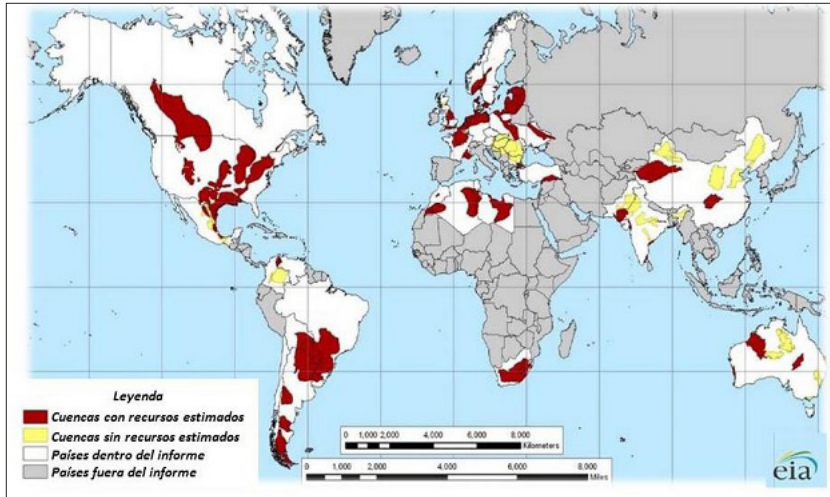 Leyenda
Cuencas con recursos estimados
Cuencas sin recursos estimados
Países dentro del informe
Países fuera del informe
0 1,000 2,000 4,000 6,000 8,000
Kilometers
0 1,000 2,000 4,000 6,000 8,000
Miles
eia